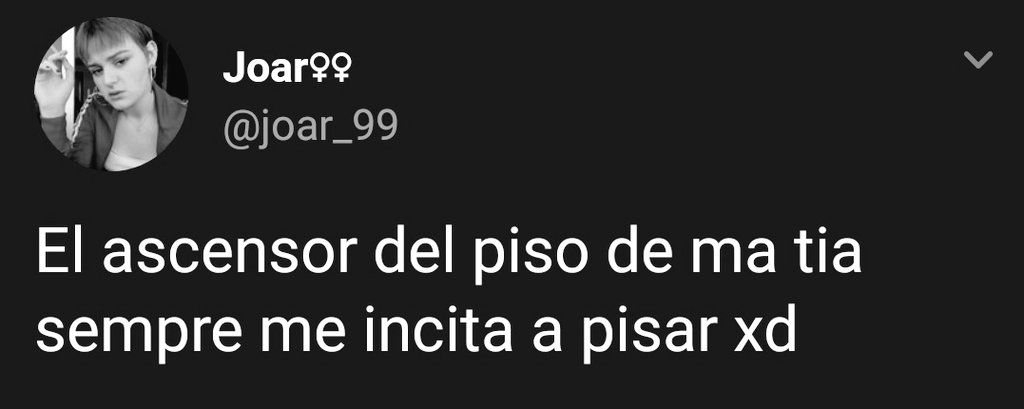 Joar♀♀
@joar_99
El ascensor del piso de ma tia
sempre me incita a pisar xd